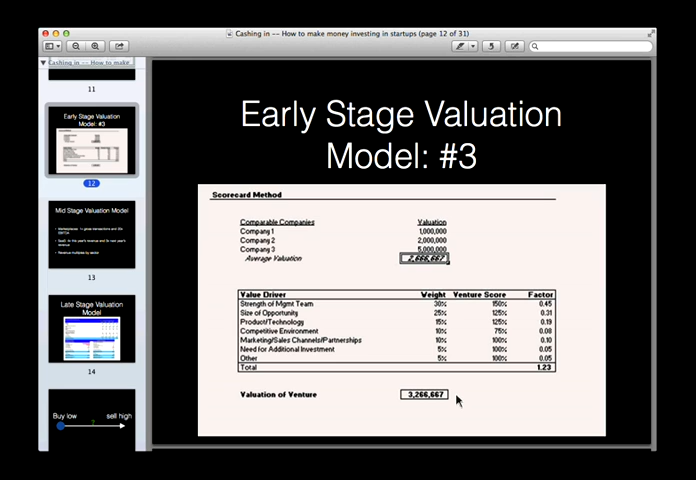 Cashing in -- How to make money investing in startups (page 12 of 31)
Cashing in -- How to make
11
Early Stage Valuation
Model: #3
12
Mid Stage Valuation Model
13
Late Stage Valuation
Model
14
Buy low sell high
Early Stage Valuation
Model: #3
Scorecard Method
Comparable Companies Valuation
Company 1 1,000,000
Company 2 2,000,000
Company 3 5,000,000
Average Valuation 2,666,667
Value Driver Weight Venture Score Factor
Strength of Mgmt Team 30% 150% 0.45
Size of Opportunity 25% 125% 0.31
Product/Technology 15% 125% 0.19
Competitive Environment 10% 75% 0.08
Marketing/Sales Channels/Partnerships 10% 100% 0.10
Need for Additional Investment 5% 100% 0.05
Other 5% 100% 0.05
Total 1.23
Valuation of Venture 3,266,667